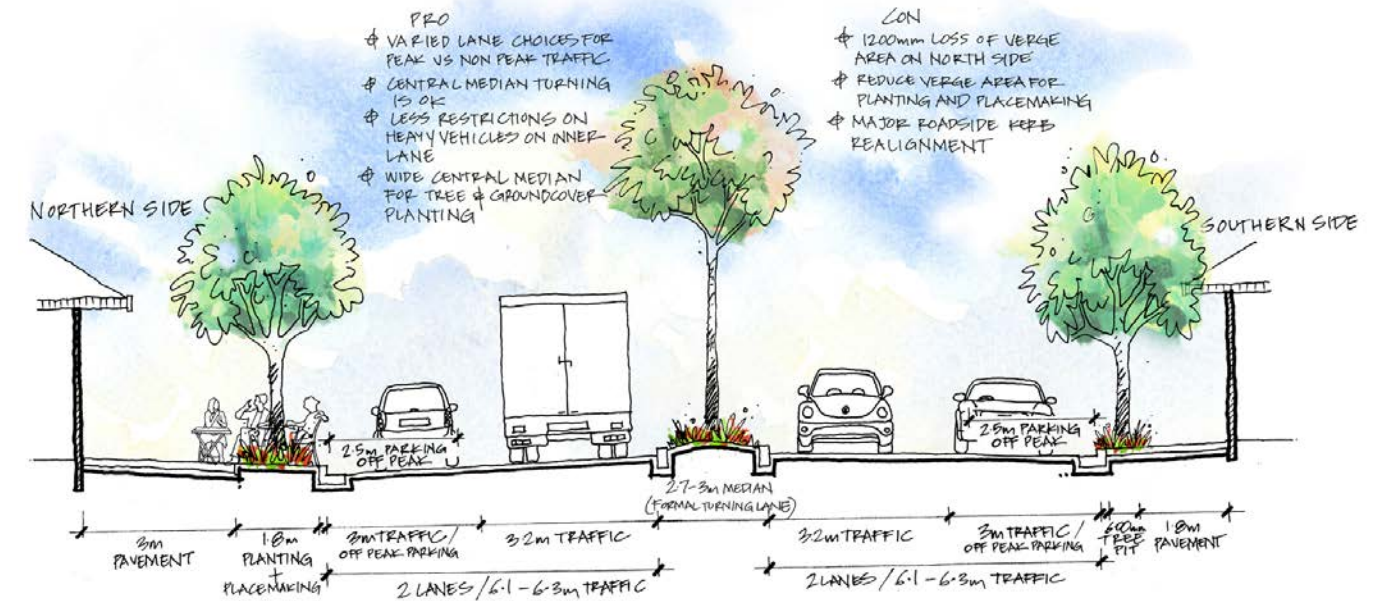 PRO
VARIED LANE CHOICES FOR
PEAK VS NON PEAK TRAFFIC
CENTRAL MEDIAN TURNING
IS OK
LESS RESTRICTIONS ON
HEAVY VEHICLES ON INNER
LANE
WIDE CENTRAL MEDIAN
FOR TREE & GROUNDCOVER
PLANTING
CON
1200mm LOSS OF VERGE
AREA ON NORTH SIDE
REDUCE VERGE AREA FOR
PLANTING AND PLACEMAKING
MAJOR ROADSIDE KERB
REALIGNMENT
NORTHERN SIDE
SOUTHERN SIDE
2.5m PARKING
OFF PEAK
2.5m PARKING
OFF PEAK
2.7-3m MEDIAN
(FORMAL TURNING LANE)
3m
PAVEMENT
1.8m
PLANTING
+
PLACEMAKING
3m TRAFFIC/
OFF PEAK PARKING
3.2m TRAFFIC
3.2m TRAFFIC
3m TRAFFIC/
OFF PEAK PARKING
600mm
TREE
PIT
1.8m
PAVEMENT
2 LANES/6.1-6.3m TRAFFIC
2 LANES/6.1-6.3m TRAFFIC